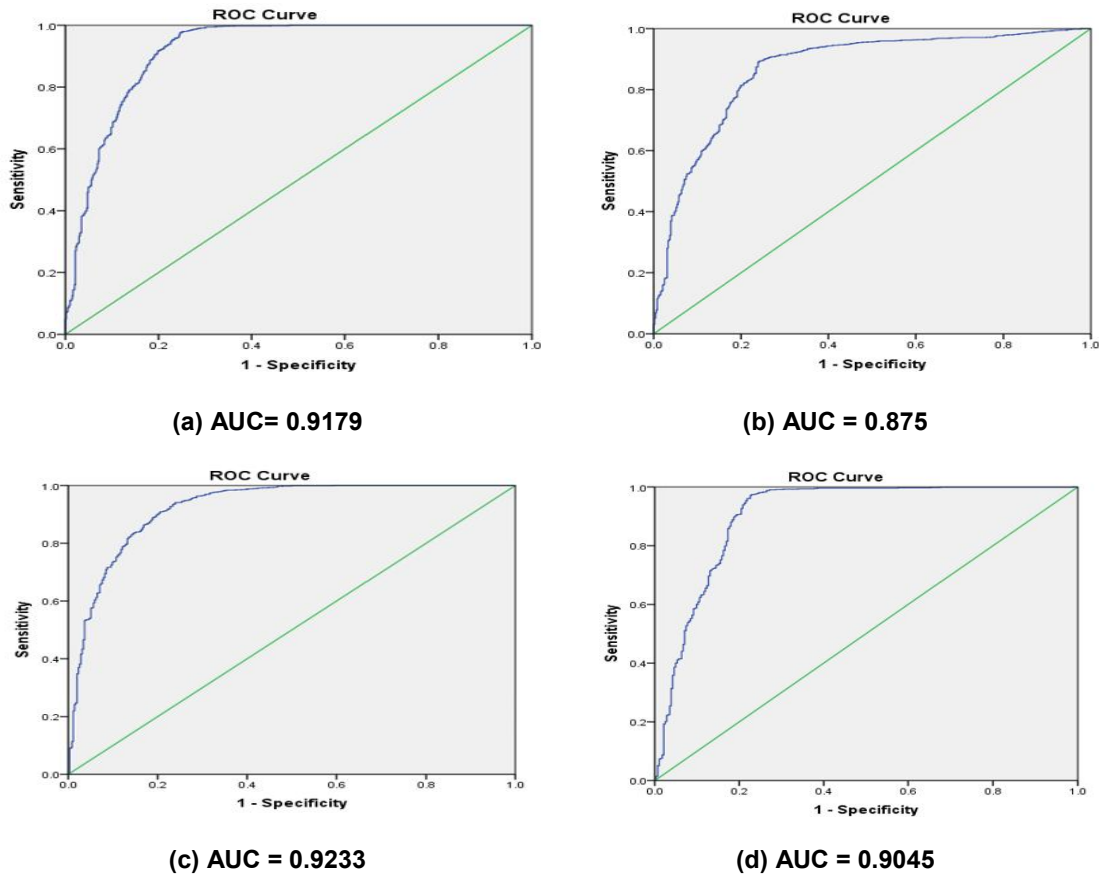 ROC Curve
1.0
0.8
0.6
0.4
0.2
0.0
Sensitivity
0.0 0.2 0.4 0.6 0.8 1.0
1 - Specificity
(a) AUC= 0.9179
ROC Curve
1.0
0.8
0.6
0.4
0.2
0.0
Sensitivity
0.0 0.2 0.4 0.6 0.8 1.0
1 - Specificity
(b) AUC = 0.875
ROC Curve
1.0
0.8
0.6
0.4
0.2
0.0
Sensitivity
0.0 0.2 0.4 0.6 0.8 1.0
1 - Specificity
(c) AUC = 0.9233
ROC Curve
1.0
0.8
0.6
0.4
0.2
0.0
Sensitivity
0.0 0.2 0.4 0.6 0.8 1.0
1 - Specificity
(d) AUC = 0.9045